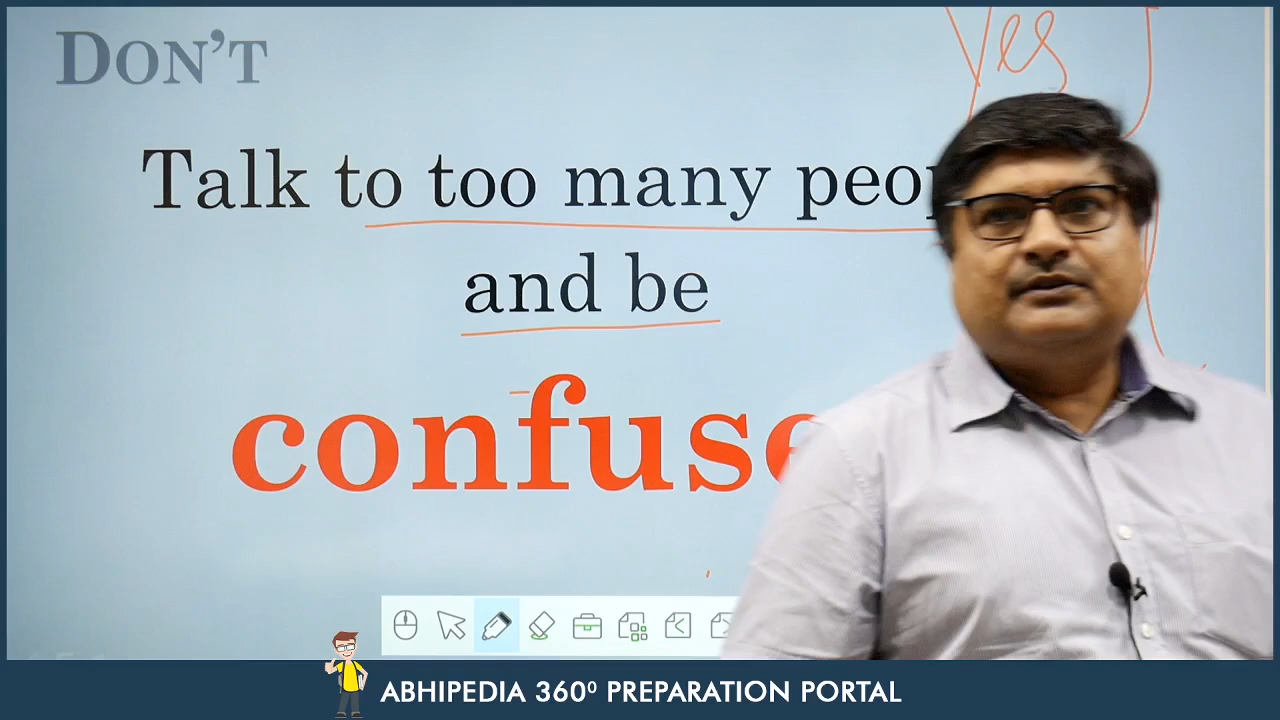 DON'T
Yes
Talk to too many peop
and be
confuse
ABHIPEDIA 360⁰ PREPARATION PORTAL